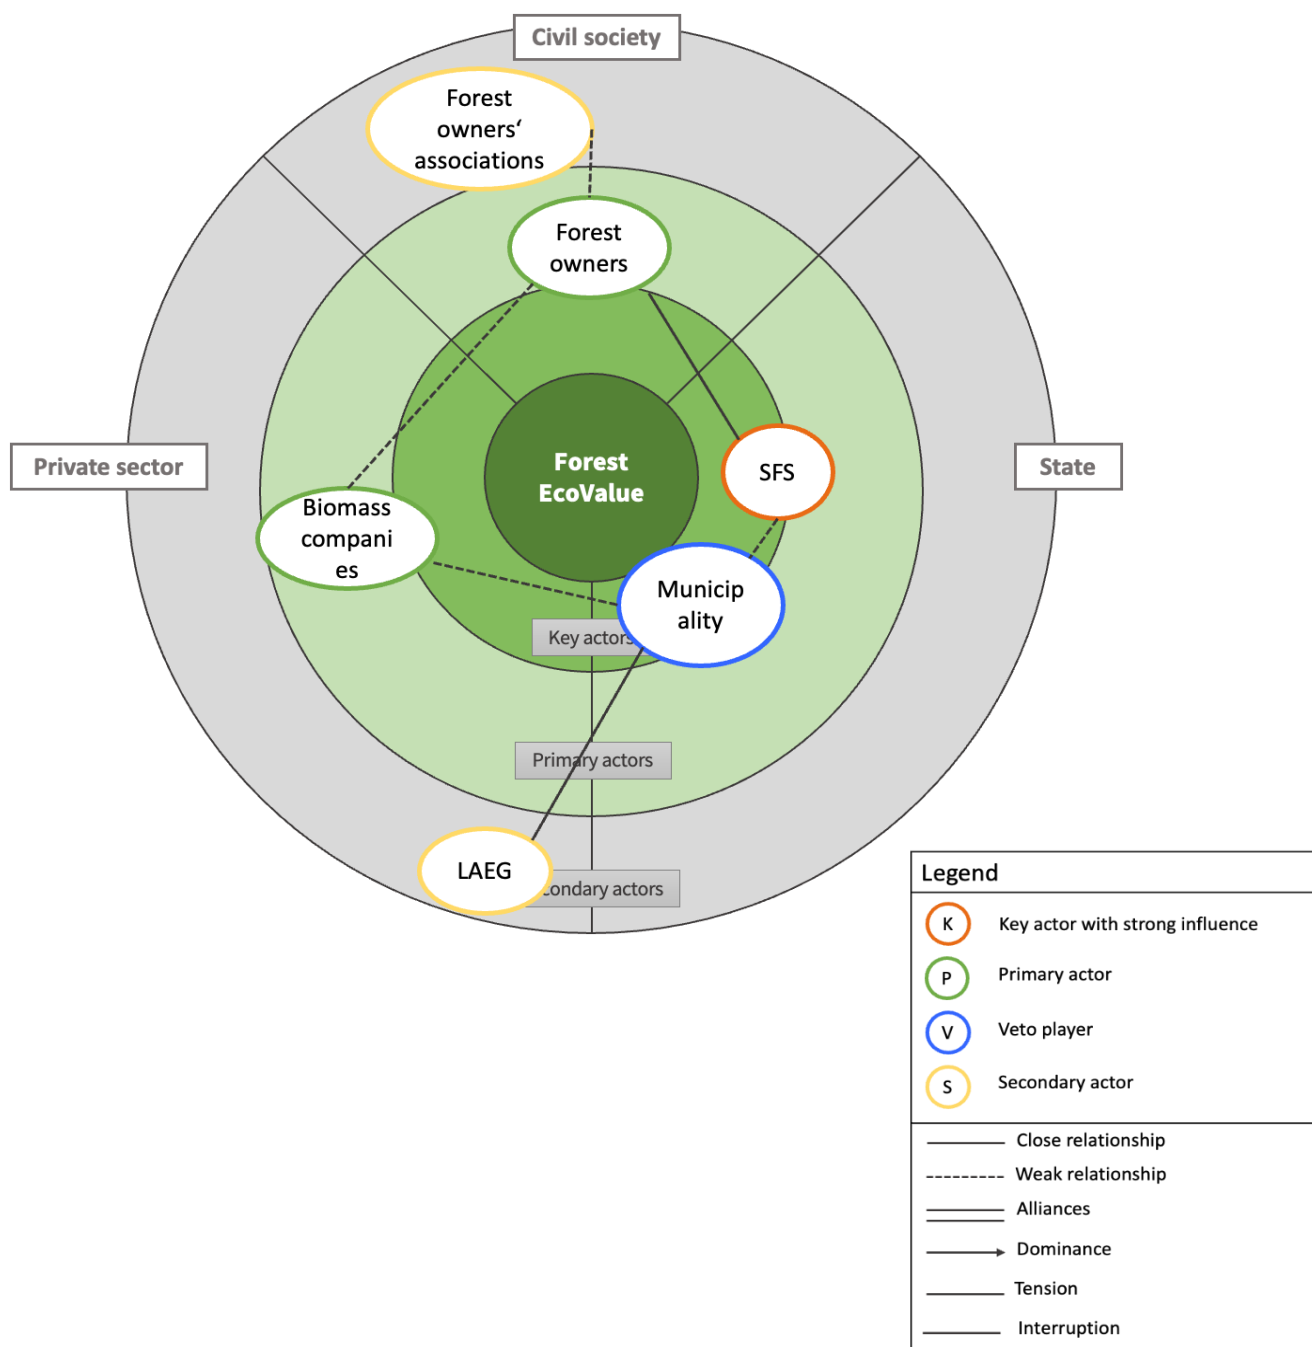 Civil society
Forest
owners‘
associations
Forest
owners
Private sector
State
Forest
EcoValue
SFS
Biomass
compani
es
Municip
ality
Key actors
Primary actors
LAEG
condary actors
Legend
K Key actor with strong influence
P Primary actor
V Veto player
S Secondary actor
Close relationship
Weak relationship
Alliances
Dominance
Tension
Interruption